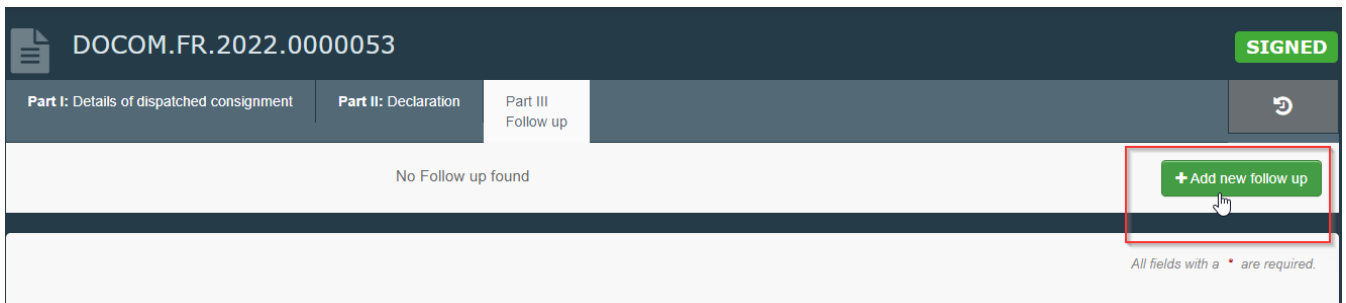 DOCOM.FR.2022.0000053
SIGNED
Part I: Details of dispatched consignment
Part II: Declaration
Part III
Follow up
No Follow up found
+ Add new follow up
All fields with a * are required.